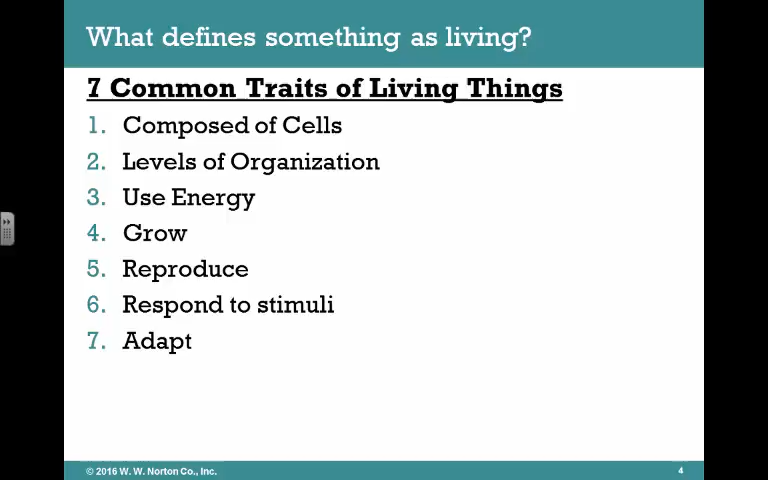 What defines something as living?
7 Common Traits of Living Things
1. Composed of Cells
2. Levels of Organization
3. Use Energy
4. Grow
5. Reproduce
6. Respond to stimuli
7. Adapt
© 2016 W. W. Norton Co., Inc.
4